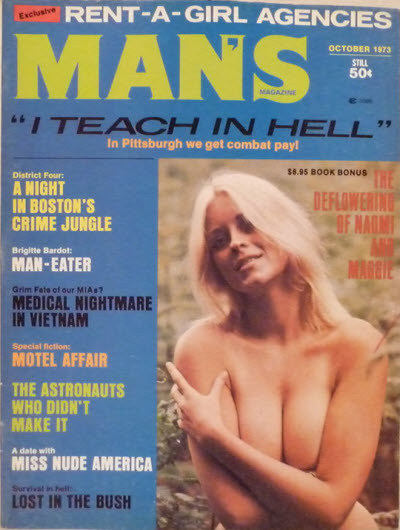 Exclusive
RENT-A-GIRL AGENCIES
MAN'S
MAGAZINE
OCTOBER 1973
STILL
50¢
"I TEACH IN HELL"
In Pittsburgh we get combat pay!
District Four:
A NIGHT
IN BOSTON'S
CRIME JUNGLE
Brigitte Bardot:
MAN-EATER
Grim Fate of our MIAs?
MEDICAL NIGHTMARE
IN VIETNAM
Special fiction:
MOTEL AFFAIR
THE ASTRONAUTS
WHO DIDN'T
MAKE IT
A date with
MISS NUDE AMERICA
Survival in hell:
LOST IN THE BUSH
$8.95 BOOK BONUS
THE
DEFLOWERING
OF NAOMI
AND
MAGGIE